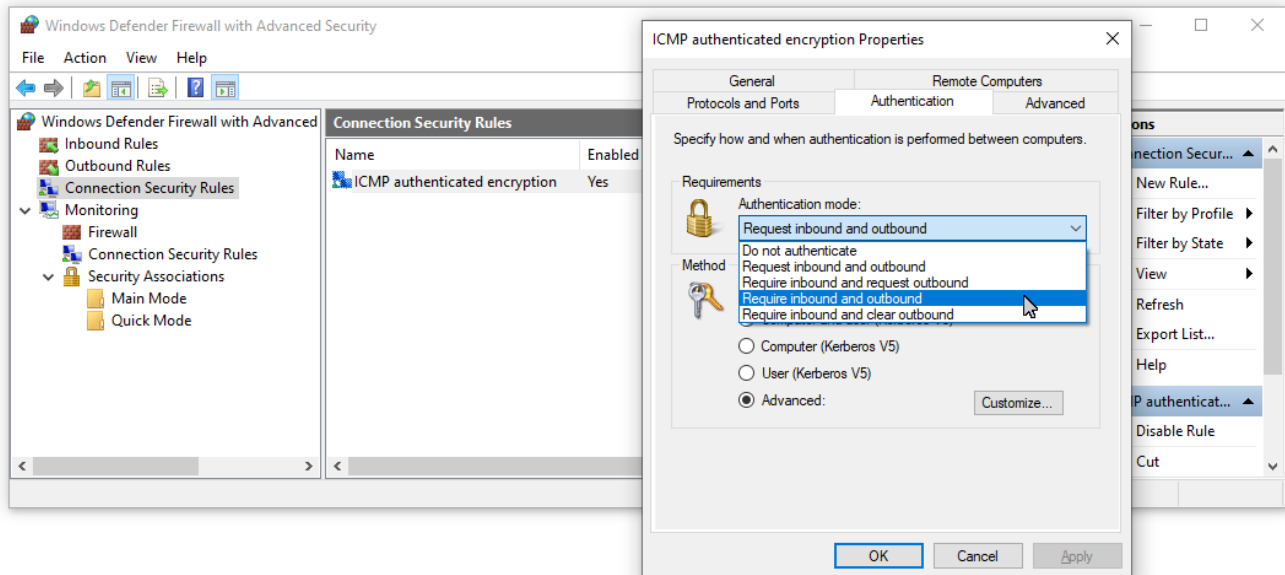 Windows Defender Firewall with Advanced Security
File Action View Help
Windows Defender Firewall with Advanced
Inbound Rules
Outbound Rules
Connection Security Rules
Monitoring
Firewall
Connection Security Rules
Security Associations
Main Mode
Quick Mode
Connection Security Rules
Name Enabled
ICMP authenticated encryption Yes
ICMP authenticated encryption Properties
General Remote Computers
Protocols and Ports Authentication Advanced
Specify how and when authentication is performed between computers.
Requirements
Authentication mode:
Request inbound and outbound
Do not authenticate
Request inbound and outbound
Require inbound and request outbound
Require inbound and outbound
Require inbound and clear outbound
Method
Computer (Kerberos V5)
User (Kerberos V5)
Advanced:
Customize...
OK Cancel Apply
ons
nnection Secur...
New Rule...
Filter by Profile
Filter by State
View
Refresh
Export List...
Help
P authenticat...
Disable Rule
Cut